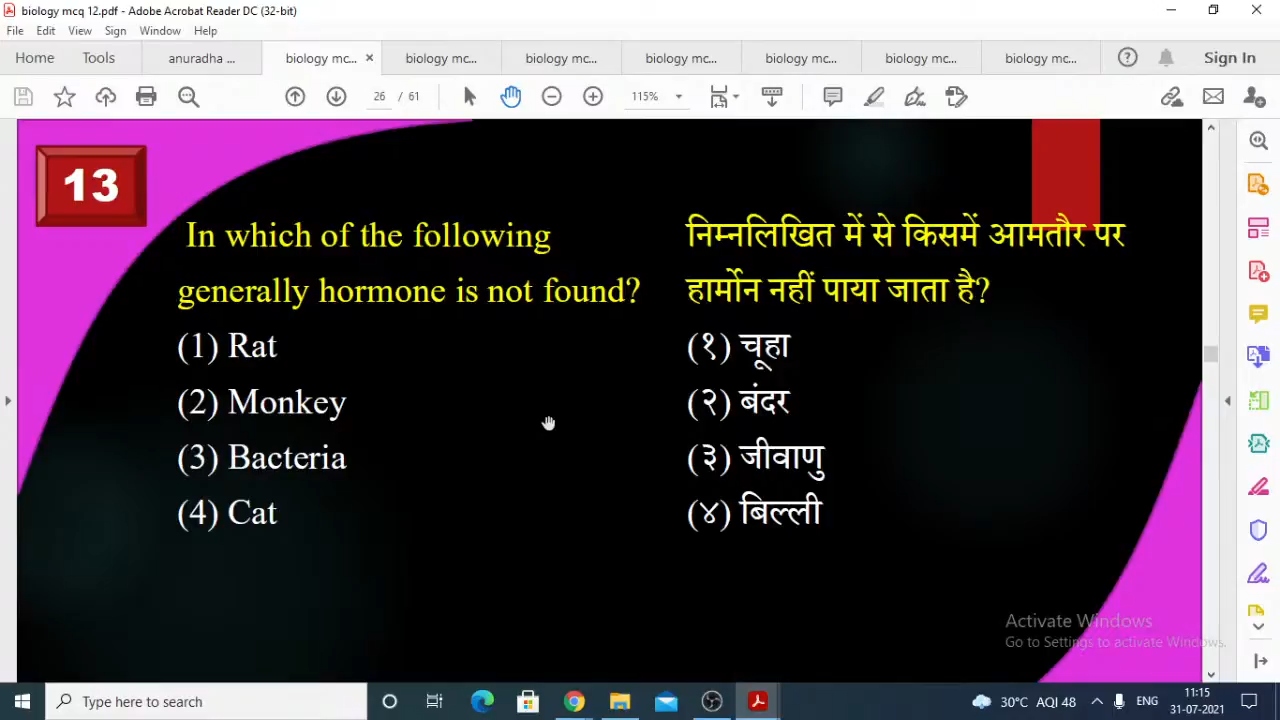 biology mcq 12.pdf - Adobe Acrobat Reader DC (32-bit)
File Edit View Sign Window Help
Home Tools anuradha ... biology mc... × biology mc... biology mc... biology mc... biology mc... biology mc... biology mc... Sign In
26 / 61 115%
13
In which of the following
generally hormone is not found?
(1) Rat
(2) Monkey
(3) Bacteria
(4) Cat
निम्नलिखित में से किसमें आमतौर पर
हार्मोन नहीं पाया जाता है?
(१) चूहा
(२) बंदर
(३) जीवाणु
(४) बिल्ली
Activate Windows
Go to Settings to activate Windows.
Type here to search
30°C AQI 48 ENG
11:15
31-07-2021